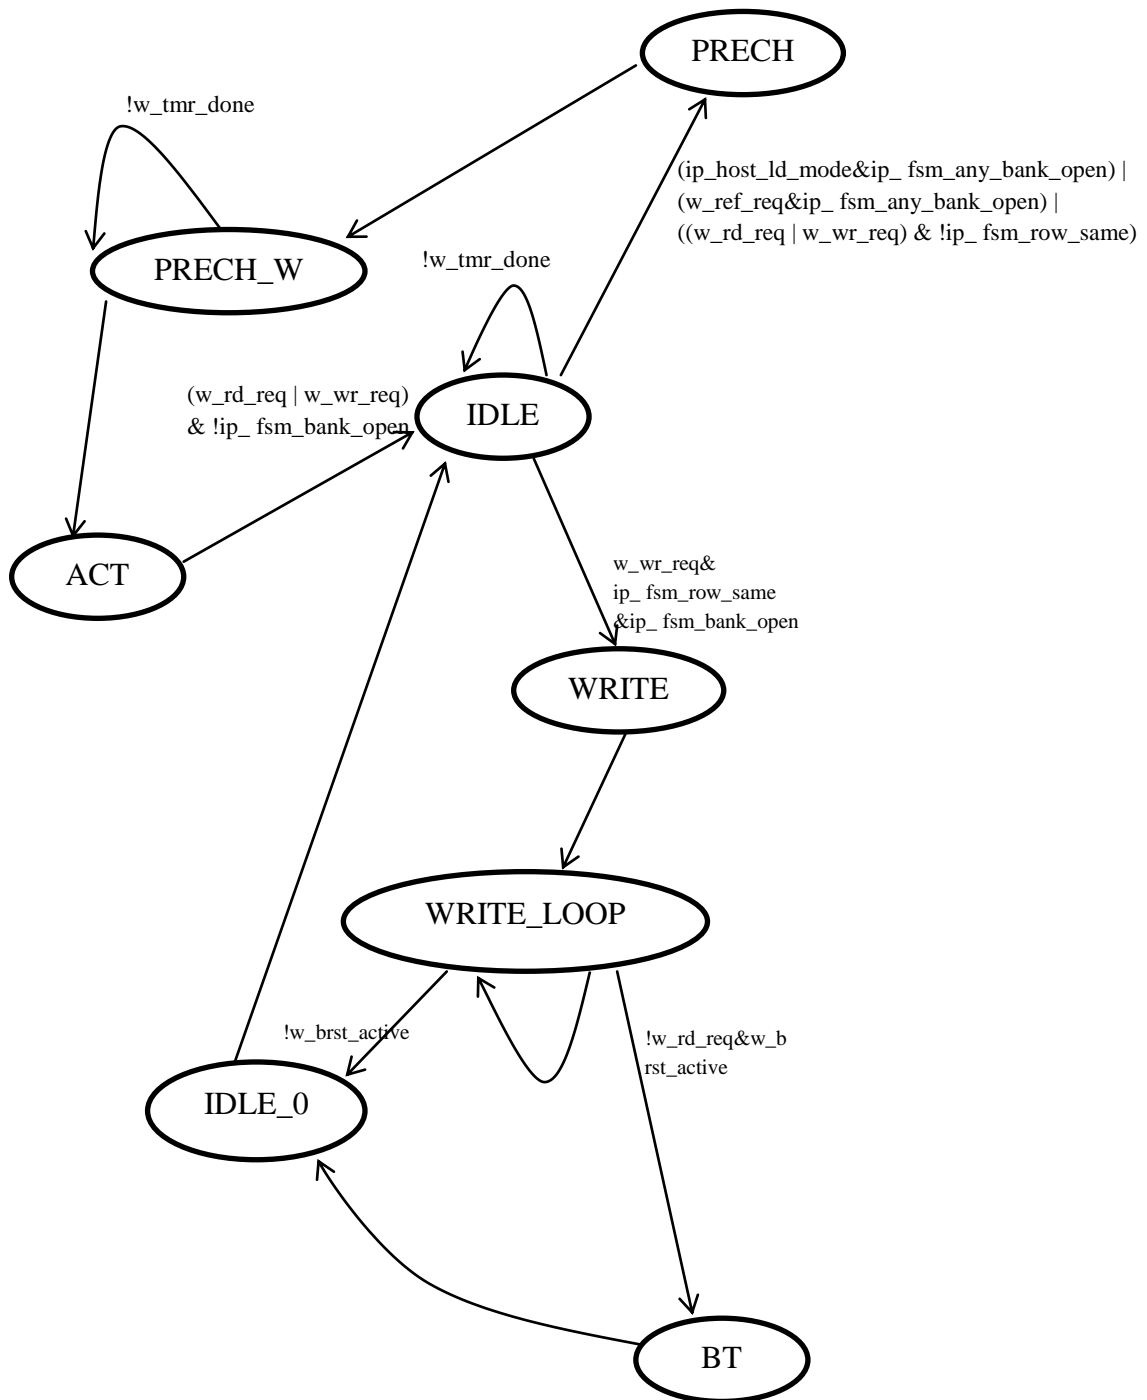 PRECH
!w_tmr_done
(ip_host_ld_mode&ip_ fsm_any_bank_open) |
(w_ref_req&ip_ fsm_any_bank_open) |
((w_rd_req | w_wr_req) & !ip_ fsm_row_same)
PRECH_W
!w_tmr_done
(w_rd_req | w_wr_req)
& !ip_ fsm_bank_open
IDLE
ACT
w_wr_req&
ip_ fsm_row_same
&ip_ fsm_bank_open
WRITE
WRITE_LOOP
!w_brst_active
!w_rd_req&w_b
rst_active
IDLE_0
BT